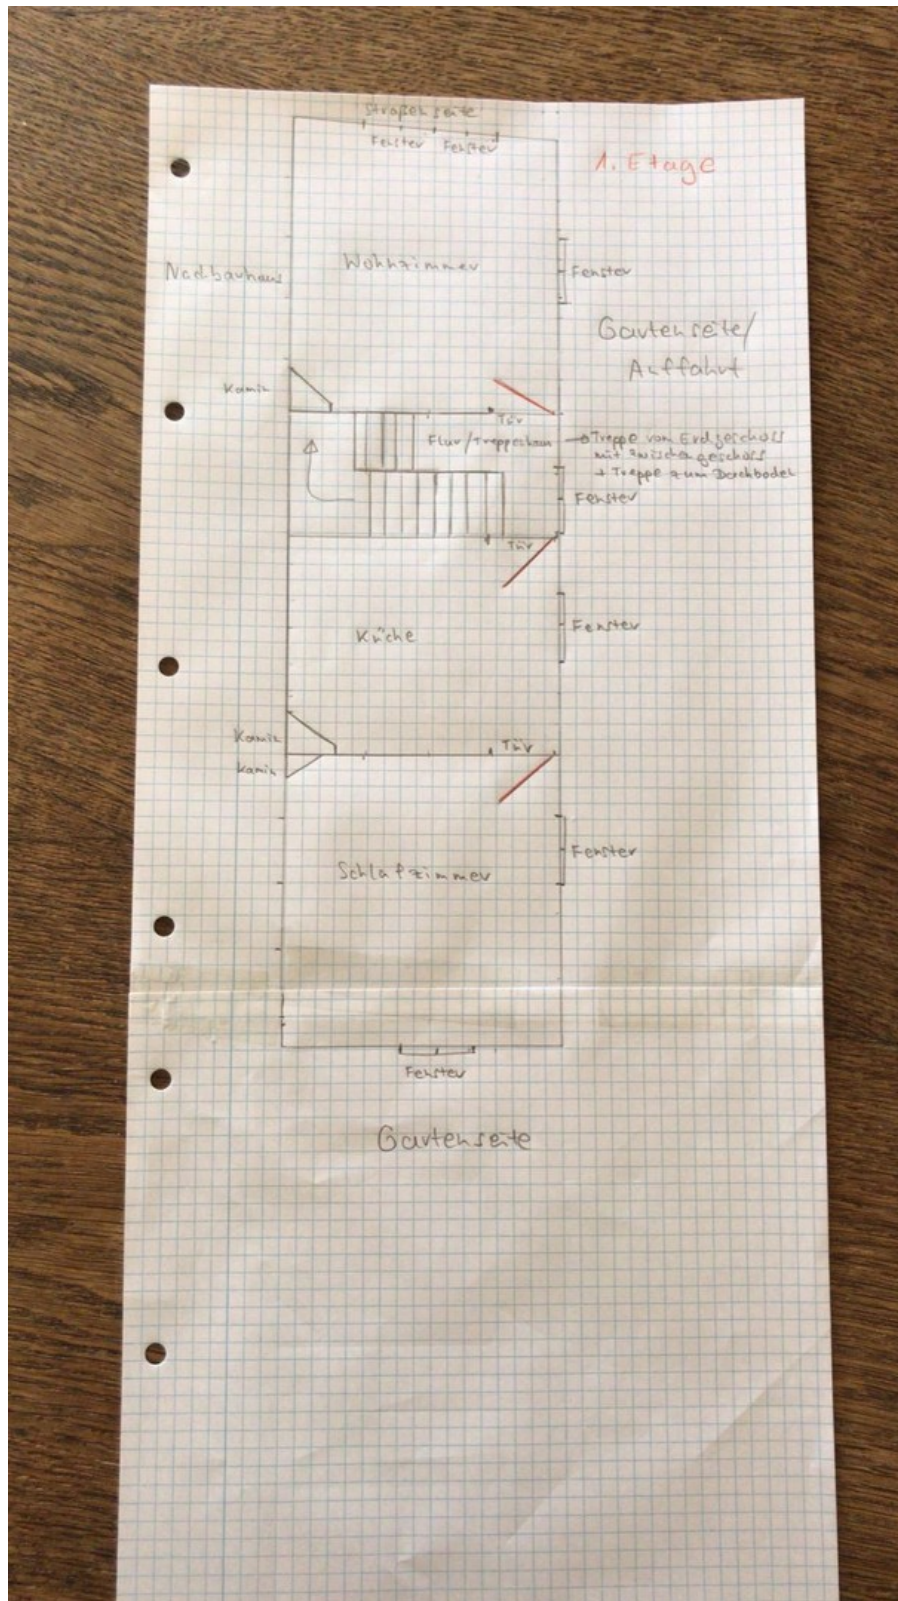 Straßenseite
Fenster Fenster
1. Etage
Wohnzimmer
Nachbarhaus
Fenster
Gartenseite/
Auffahrt
Kamin
Tür
Flur/Treppenhaus → Treppe vom Erdgeschoss
mit Zwischengeschoss
+ Treppe zum Dachboden
Fenster
Tür
Fenster
Küche
Kamin
Tür
Kamin
Fenster
Schlafzimmer
Fenster
Gartenseite